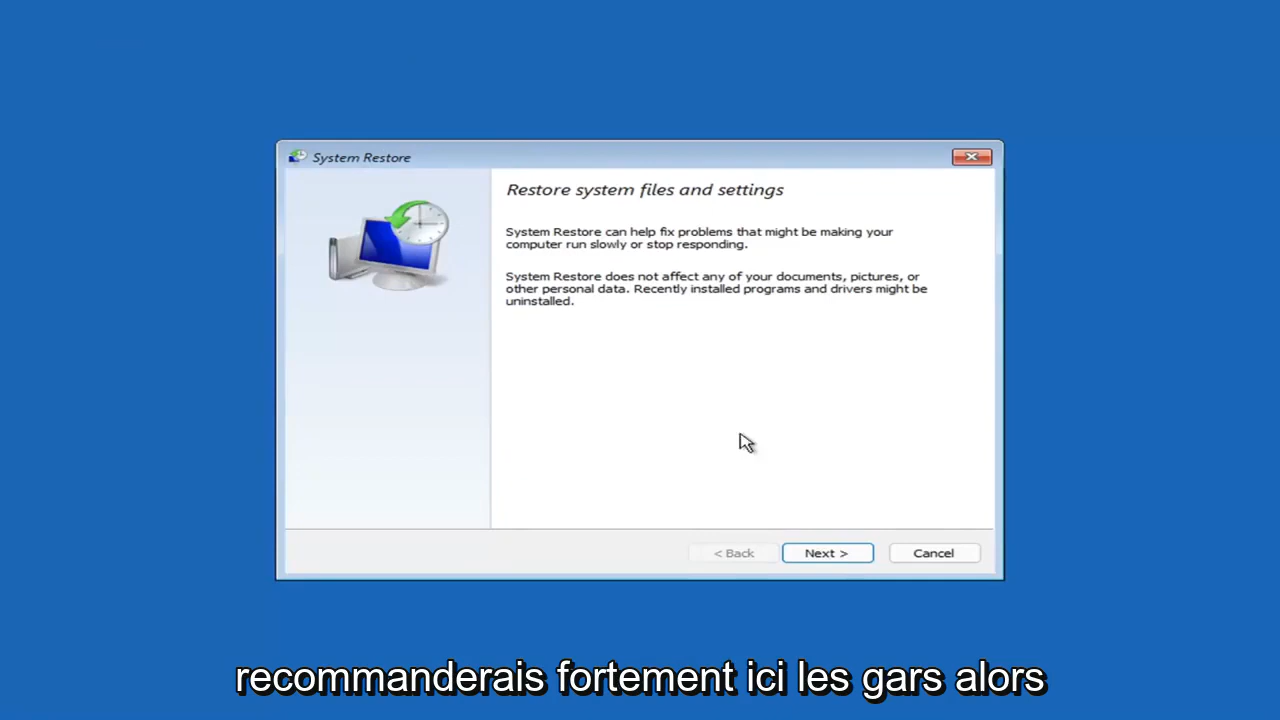 System Restore
Restore system files and settings
System Restore can help fix problems that might be making your
computer run slowly or stop responding.
System Restore does not affect any of your documents, pictures, or
other personal data. Recently installed programs and drivers might be
uninstalled.
< Back Next > Cancel
recommanderais fortement ici les gars alors